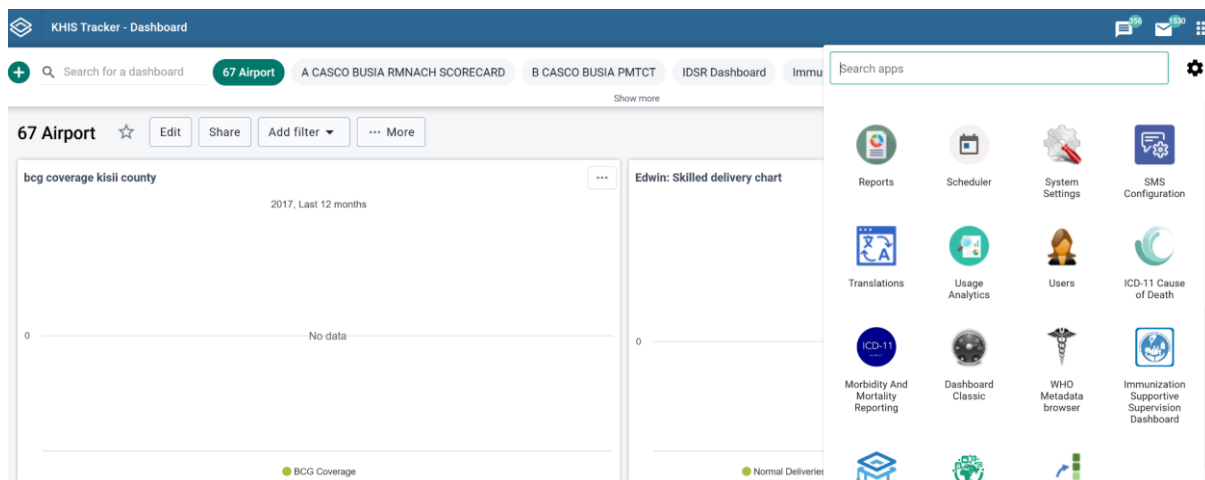 KHIS Tracker - Dashboard
356
1530
Search for a dashboard
67 Airport
A CASCO BUSIA RMNACH SCORECARD
B CASCO BUSIA PMTCT
IDSR Dashboard
Immu
Show more
Search apps
67 Airport
Edit
Share
Add filter
More
bcg coverage kisii county
2017, Last 12 months
0
No data
BCG Coverage
Edwin: Skilled delivery chart
0
Normal Deliveries
Reports
Scheduler
System
Settings
SMS
Configuration
Translations
Usage
Analytics
Users
ICD-11 Cause
of Death
ICD-11
Morbidity And
Mortality
Reporting
Dashboard
Classic
WHO
Metadata
browser
Immunization
Supportive
Supervision
Dashboard